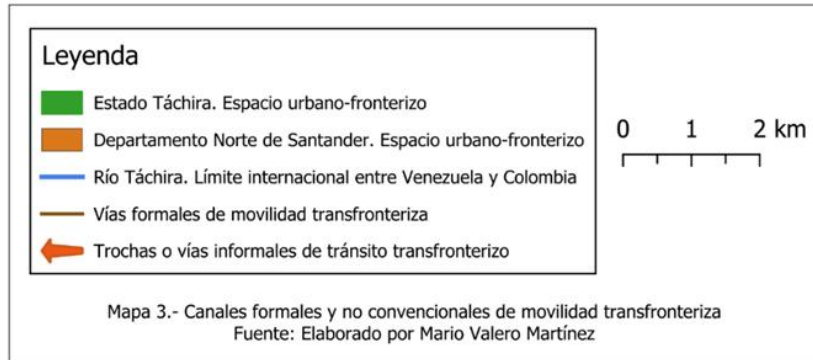 Leyenda
Estado Táchira. Espacio urbano-fronterizo
Departamento Norte de Santander. Espacio urbano-fronterizo
Río Táchira. Límite internacional entre Venezuela y Colombia
Vías formales de movilidad transfronteriza
Trochas o vías informales de tránsito transfronterizo
0 1 2 km
Mapa 3.- Canales formales y no convencionales de movilidad transfronteriza
Fuente: Elaborado por Mario Valero Martínez